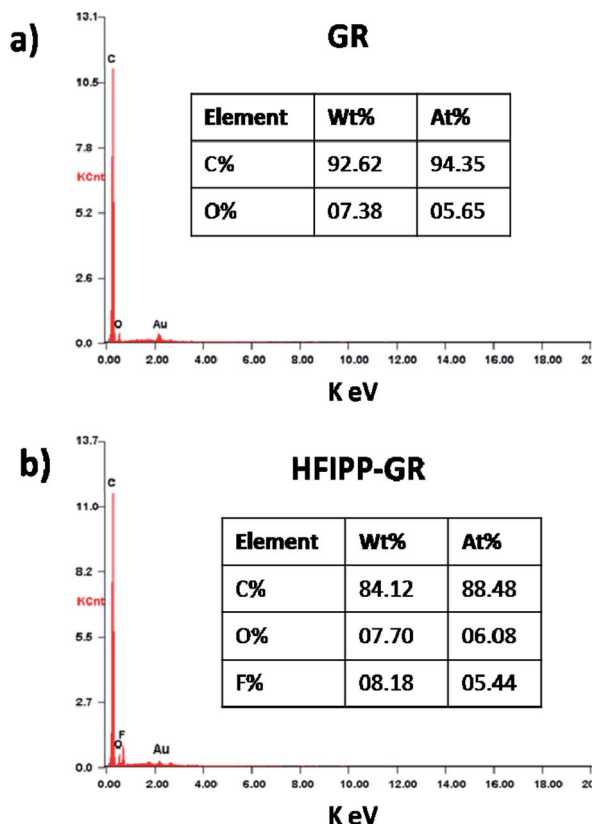 a)
GR
13.1
C
10.5
Element Wt% At%
7.8
C% 92.62 94.35
KCnt
O% 07.38 05.65
5.2
2.6
O Au
0.0
0.00 2.00 4.00 6.00 8.00 10.00 12.00 14.00 16.00 18.00 20
K eV
b)
HFIPP-GR
13.7
C
11.0
Element Wt% At%
8.2
C% 84.12 88.48
KCnt
O% 07.70 06.08
5.5
F% 08.18 05.44
2.7
F
O Au
0.0
0.00 2.00 4.00 6.00 8.00 10.00 12.00 14.00 16.00 18.00 20
K eV